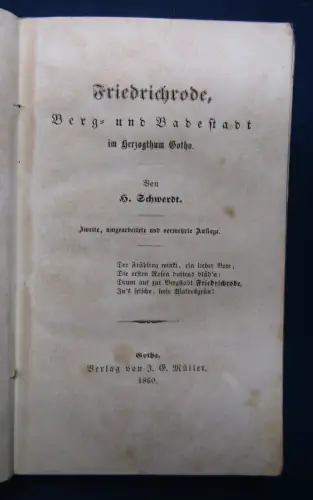 Friedrichrode,
Berg- und Badestadt
im Herzogthum Gotha.
Von
H. Schwerdt.
Zweite, umgearbeitete und vermehrte Auflage.
Der Frühling winkt, ein lieber Bote,
Die ersten Rosen duftend blüh'n:
Drum auf zur Bergstadt Friedrichrode,
In's frische, freie Waldesgrün!
Gotha.
Verlag von J. G. Müller.
1860.